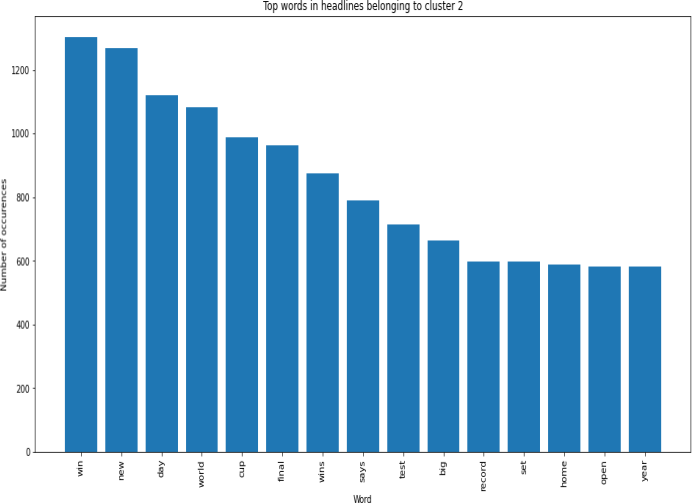 Top words in headlines belonging to cluster 2
Number of occurences
1200
1000
800
600
400
200
0
win
new
day
world
cup
final
wins
says
test
big
record
set
home
open
year
Word